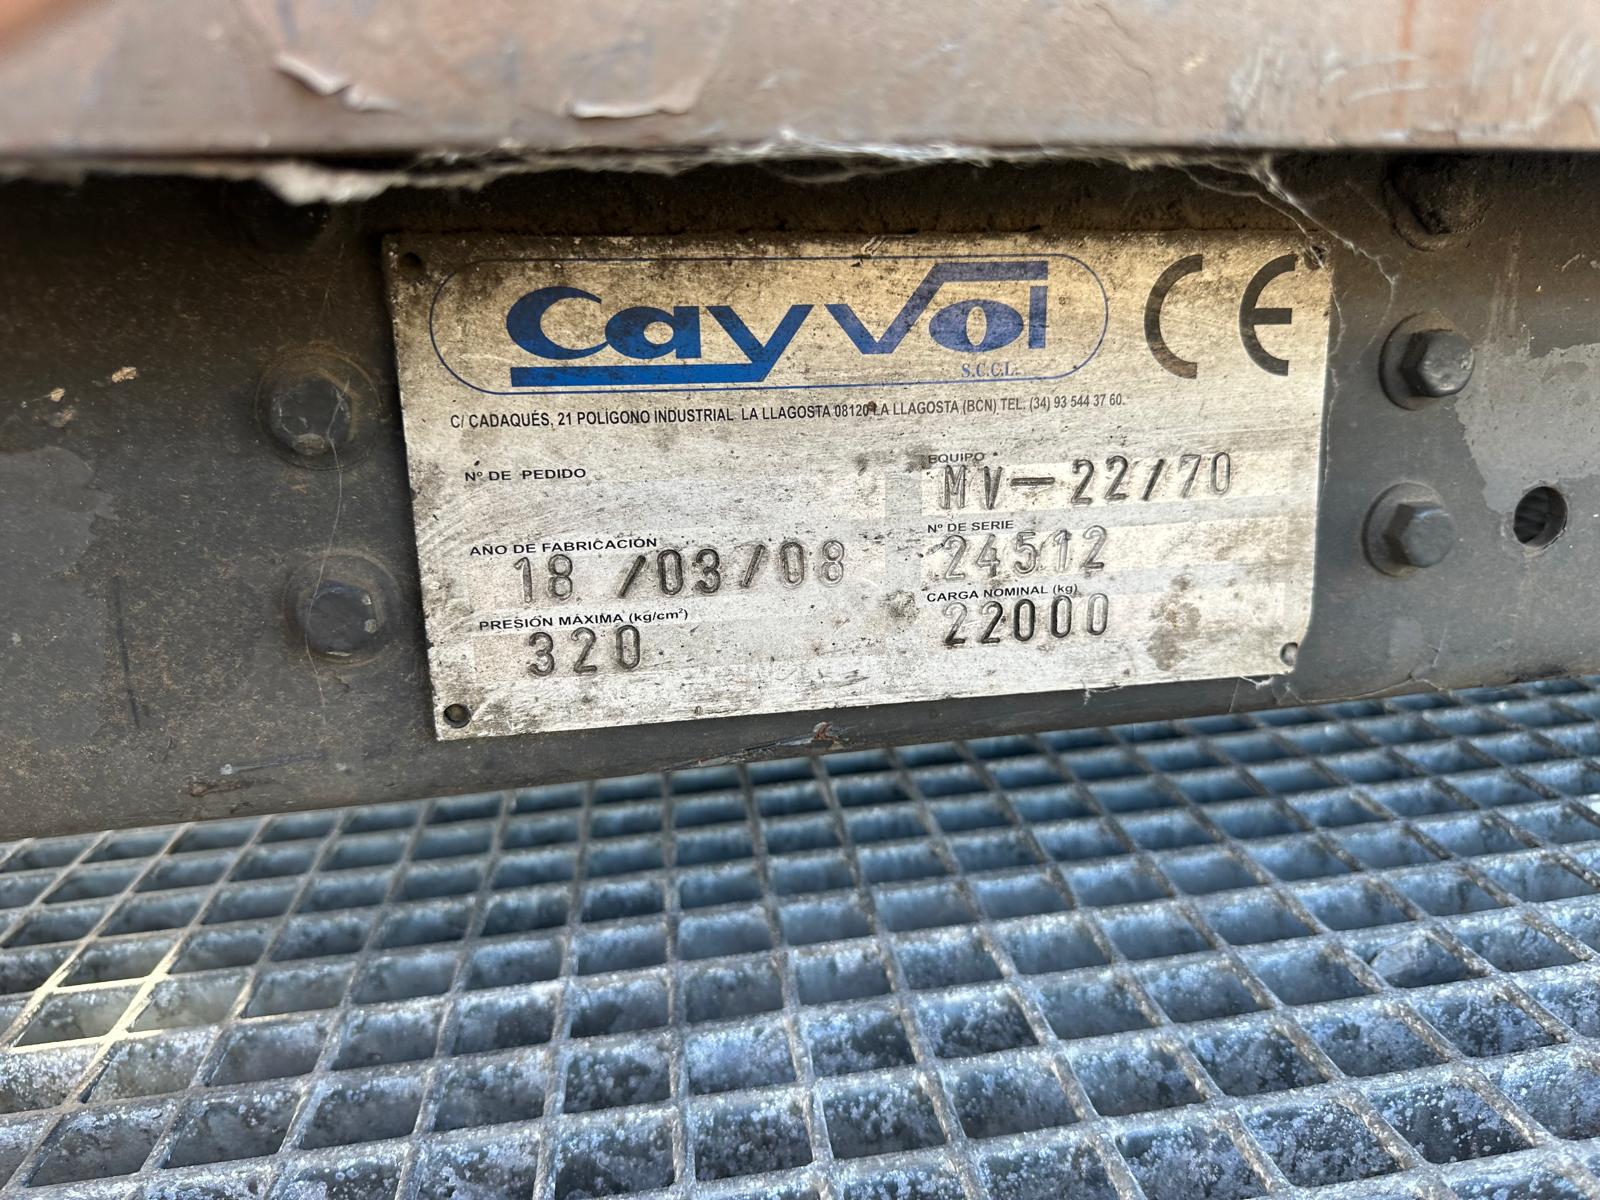 Cayvol
S.C.C.L.
CE
C/ CADAQUÉS, 21 POLÍGONO INDUSTRIAL LA LLAGOSTA 08120 LA LLAGOSTA (BCN) TEL. (34) 93 544 37 60.
Nº DE PEDIDO
EQUIPO
MV-22/70
AÑO DE FABRICACIÓN
18/03/08
Nº DE SERIE
24512
PRESIÓN MÁXIMA (kg/cm²)
320
CARGA NOMINAL (kg)
22000